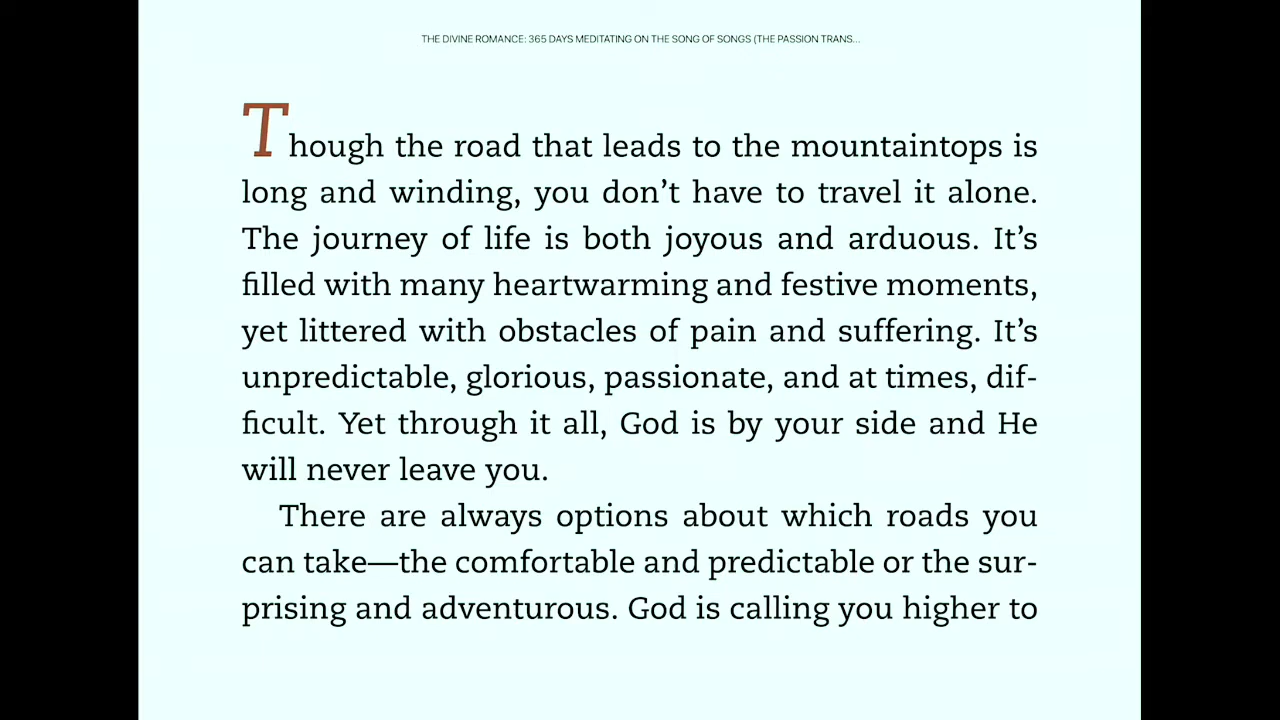 THE DIVINE ROMANCE: 365 DAYS MEDITATING ON THE SONG OF SONGS (THE PASSION TRANS...
Though the road that leads to the mountaintops is
long and winding, you don’t have to travel it alone.
The journey of life is both joyous and arduous. It’s
filled with many heartwarming and festive moments,
yet littered with obstacles of pain and suffering. It’s
unpredictable, glorious, passionate, and at times, dif-
ficult. Yet through it all, God is by your side and He
will never leave you.
There are always options about which roads you
can take—the comfortable and predictable or the sur-
prising and adventurous. God is calling you higher to